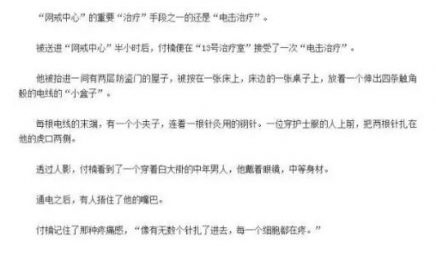 “网戒中心”的重要“治疗”手段之一的还是“电击治疗”。
被送进“网戒中心”半小时后，付楠便在“13号治疗室”接受了一次“电击治疗”。
他被抬进一间有两层防盗门的屋子，被按在一张床上，床边的一张桌子上，放着一个伸出四条触角
般的电线的“小盒子”。
每根电线的末端，有一个小夹子，连着一根针灸用的钢针。一位穿护士服的人上前，把两根针扎在
他的虎口两侧。
透过人影，付楠看到了一个穿着白大褂的中年男人，他戴着眼镜，中等身材。
通电之后，有人捂住了他的嘴巴。
付楠记住了那种疼痛感，“像有无数个针扎了进去，每一个细胞都在疼。”